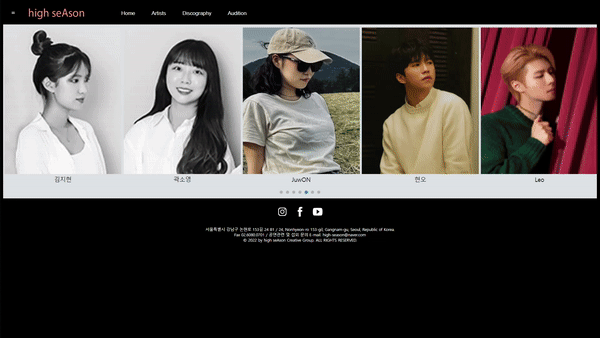 high seAson
Home
Artists
Discography
Audition
김지현
곽소영
JuwON
현오
Leo
서울특별시 강남구 논현로 153길 24 B1 / 24, Nonhyeon-ro 153-gil, Gangnam-gu, Seoul, Republic of Korea.
Fax 02.6080.0701 / 공연관련 및 섭외 문의 E-mail. high-season@naver.com
© 2022 by high seAson Creative Group. ALL RIGHTS RESERVED.